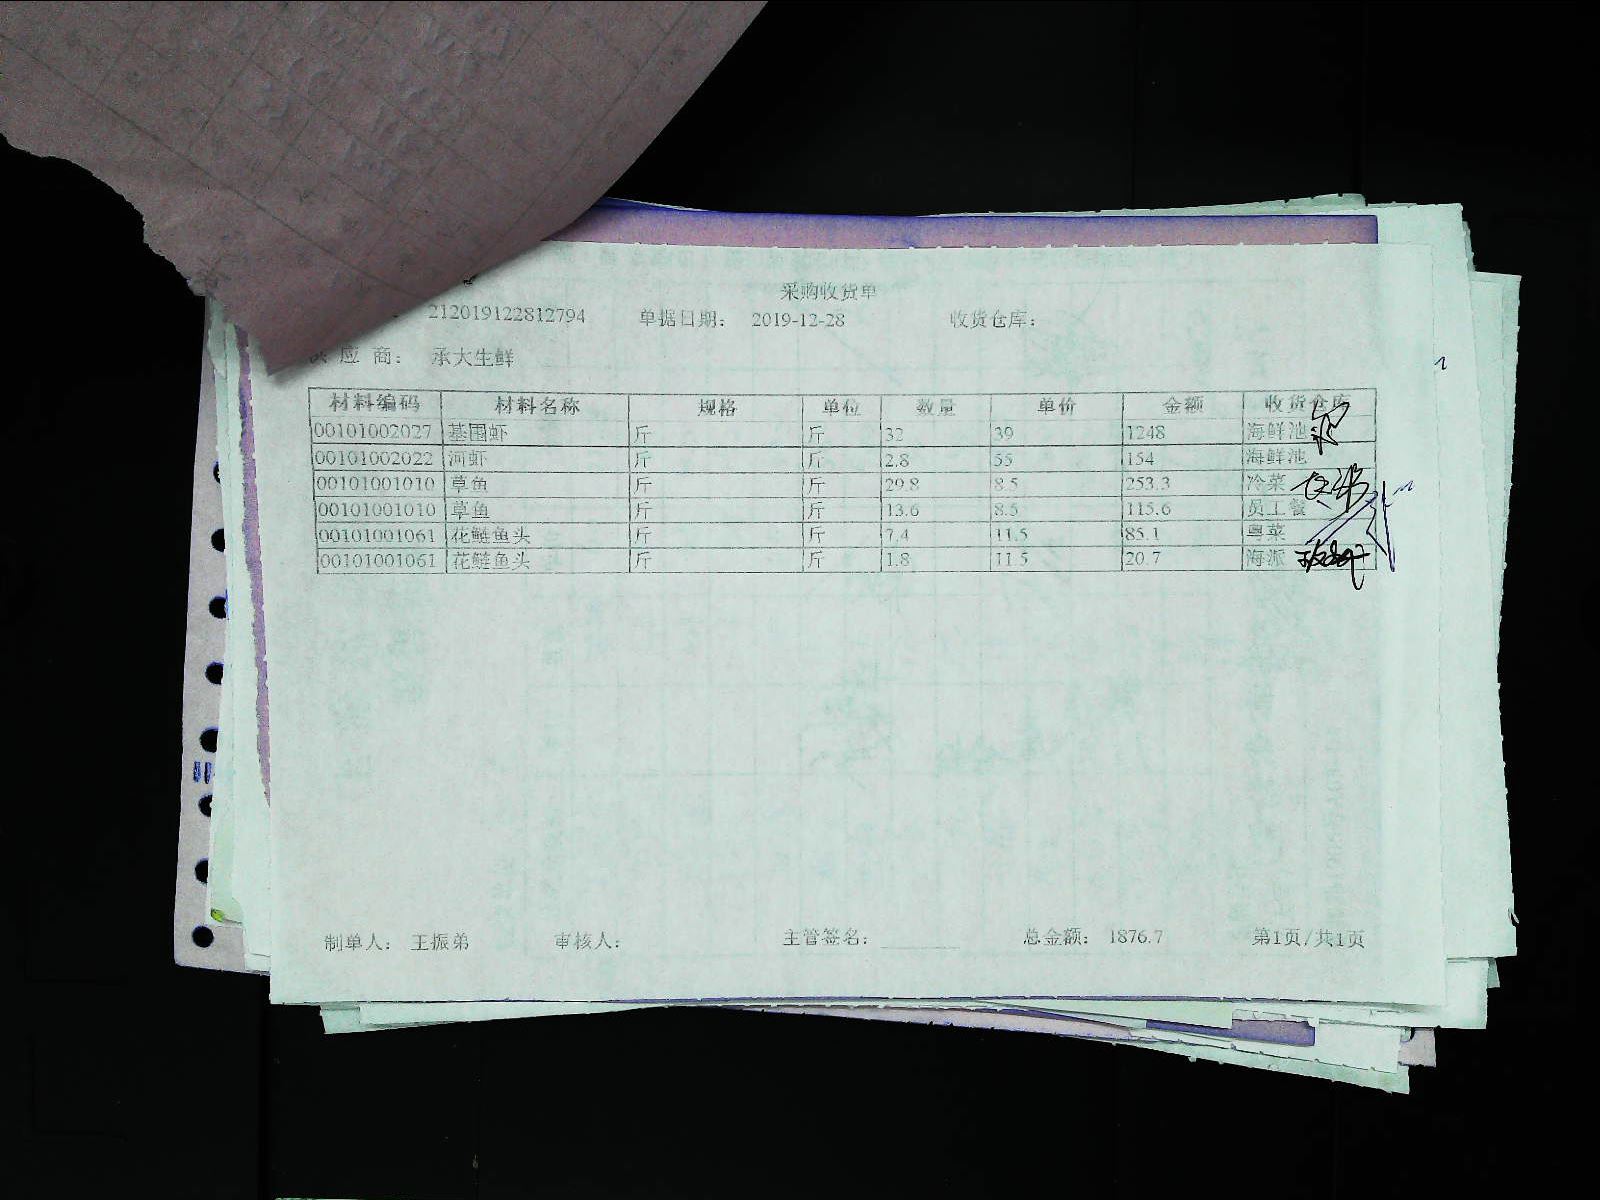 采购收货单
212019122812794 单据日期: 2019-12-28 收货仓库:
应 商: 承大生鲜
材料编码 材料名称 规格 单位 数量 单价 金额 收货仓库
00101002027 基围虾 斤 斤 32 39 1248 海鲜池
00101002022 河虾 斤 斤 2.8 55 154 海鲜池
00101001010 草鱼 斤 斤 29.8 8.5 253.3 冷菜
00101001010 草鱼 斤 斤 13.6 8.5 115.6 员工餐
00101001061 花鲢鱼头 斤 斤 7.4 11.5 85.1 粤菜
00101001061 花鲢鱼头 斤 斤 1.8 11.5 20.7 海派
制单人: 王振弟 审核人: 主管签名: 总金额: 1876.7 第1页/共1页